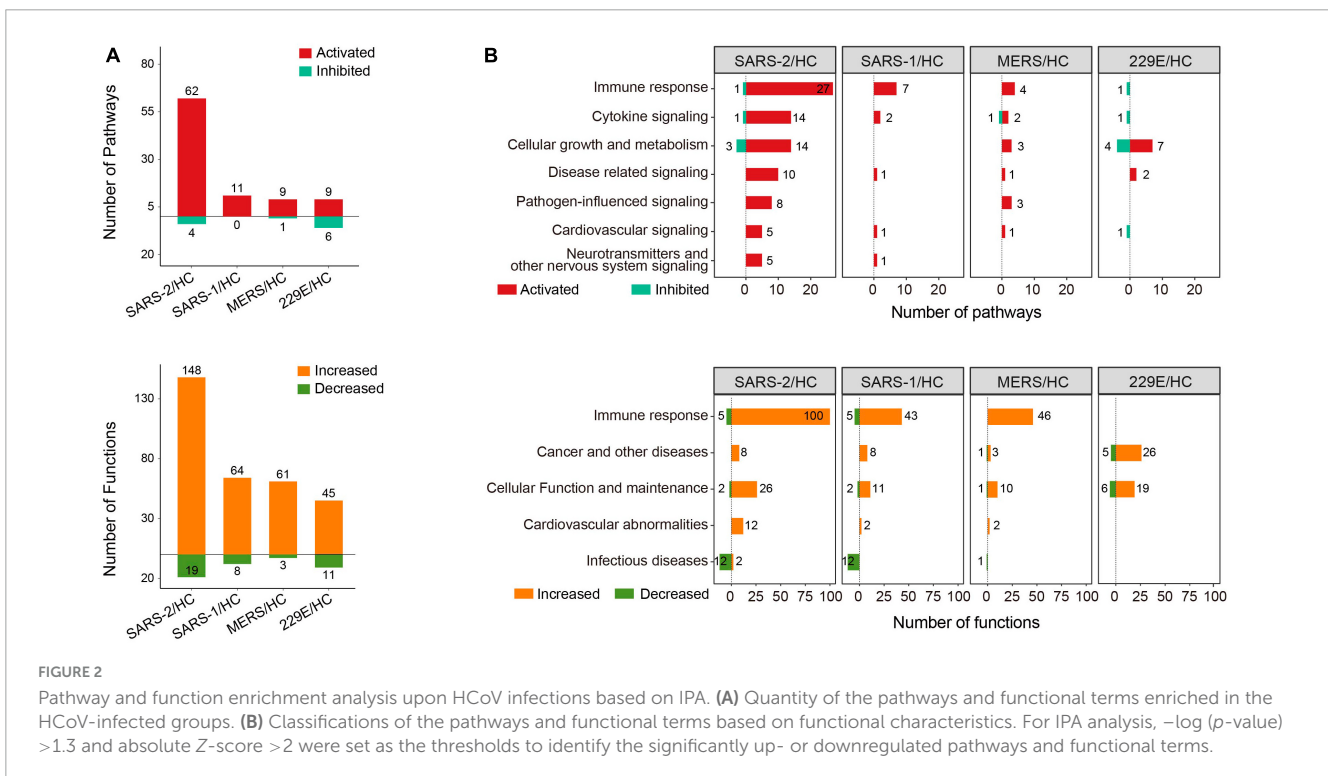 A
Activated
Inhibited
Number of Pathways
80
55
30
5
20
62
11
9
9
4
0
1
6
SARS-2/HC
SARS-1/HC
MERS/HC
229E/HC
B
SARS-2/HC
SARS-1/HC
MERS/HC
229E/HC
Immune response
1
27
7
4
1
Cytokine signaling
1
14
2
1
2
1
Cellular growth and metabolism
3
14
3
4
7
Disease related signaling
10
1
1
2
Pathogen-influenced signaling
8
3
Cardiovascular signaling
5
1
1
1
Neurotransmitters and
other nervous system signaling
5
1
Activated
Inhibited
0 10 20
0 10 20
0 10 20
0 10 20
Number of pathways
Increased
Decreased
Number of Functions
130
80
30
20
148
64
61
45
19
8
3
11
SARS-2/HC
SARS-1/HC
MERS/HC
229E/HC
SARS-2/HC
SARS-1/HC
MERS/HC
229E/HC
Immune response
5
100
5
43
46
Cancer and other diseases
8
8
1
3
5
26
Cellular Function and maintenance
2
26
2
11
1
10
6
19
Cardiovascular abnormalities
12
2
2
Infectious diseases
12
2
12
1
Increased
Decreased
0 25 50 75 100
0 25 50 75 100
0 25 50 75 100
0 25 50 75 100
Number of functions
FIGURE 2
Pathway and function enrichment analysis upon HCoV infections based on IPA. (A) Quantity of the pathways and functional terms enriched in the
HCoV-infected groups. (B) Classifications of the pathways and functional terms based on functional characteristics. For IPA analysis, −log (p-value)
>1.3 and absolute Z-score >2 were set as the thresholds to identify the significantly up- or downregulated pathways and functional terms.